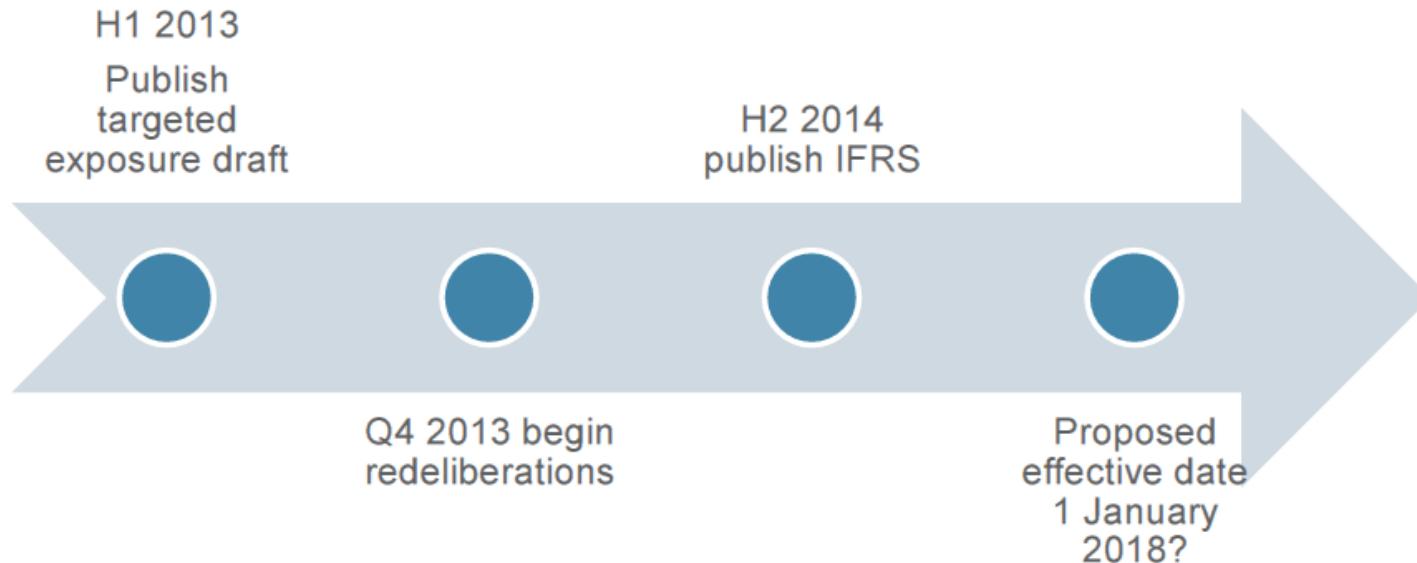 H1 2013
Publish
targeted
exposure draft
Q4 2013 begin
redeliberations
H2 2014
publish IFRS
Proposed
effective date
1 January
2018?